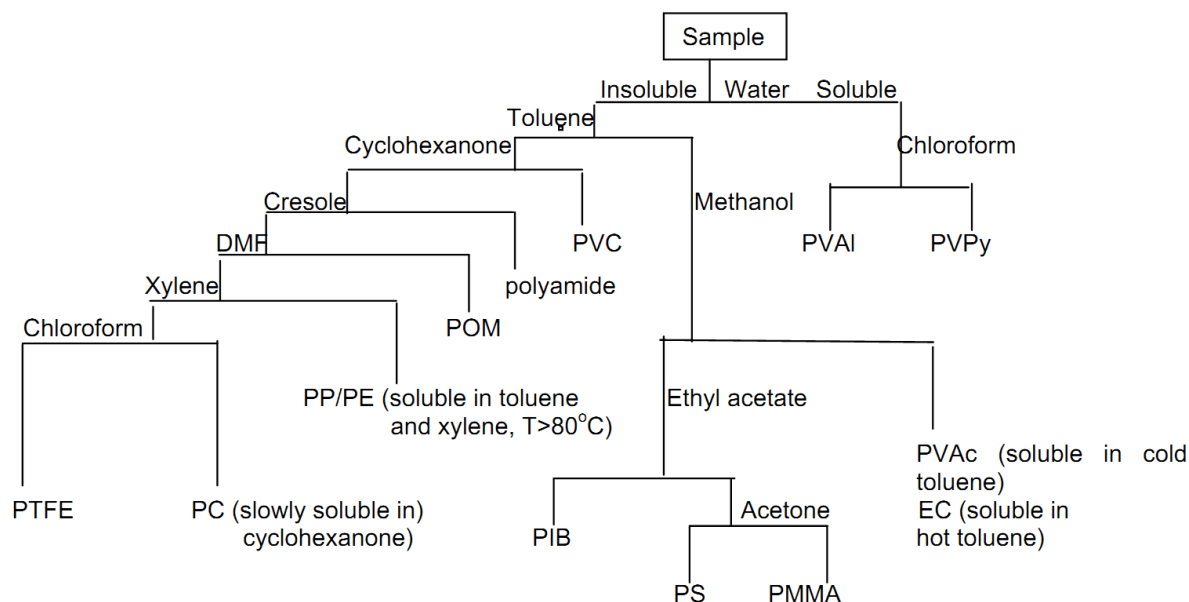 Sample
Insoluble Water Soluble
Toluene
Cyclohexanone
Chloroform
Cresole
Methanol
DMF
PVC
PVAl
PVPy
Xylene
polyamide
Chloroform
POM
PP/PE (soluble in toluene
and xylene, T>80°C)
Ethyl acetate
PVAc (soluble in cold
toluene)
EC (soluble in
hot toluene)
PTFE
PC (slowly soluble in)
cyclohexanone)
PIB
Acetone
PS
PMMA